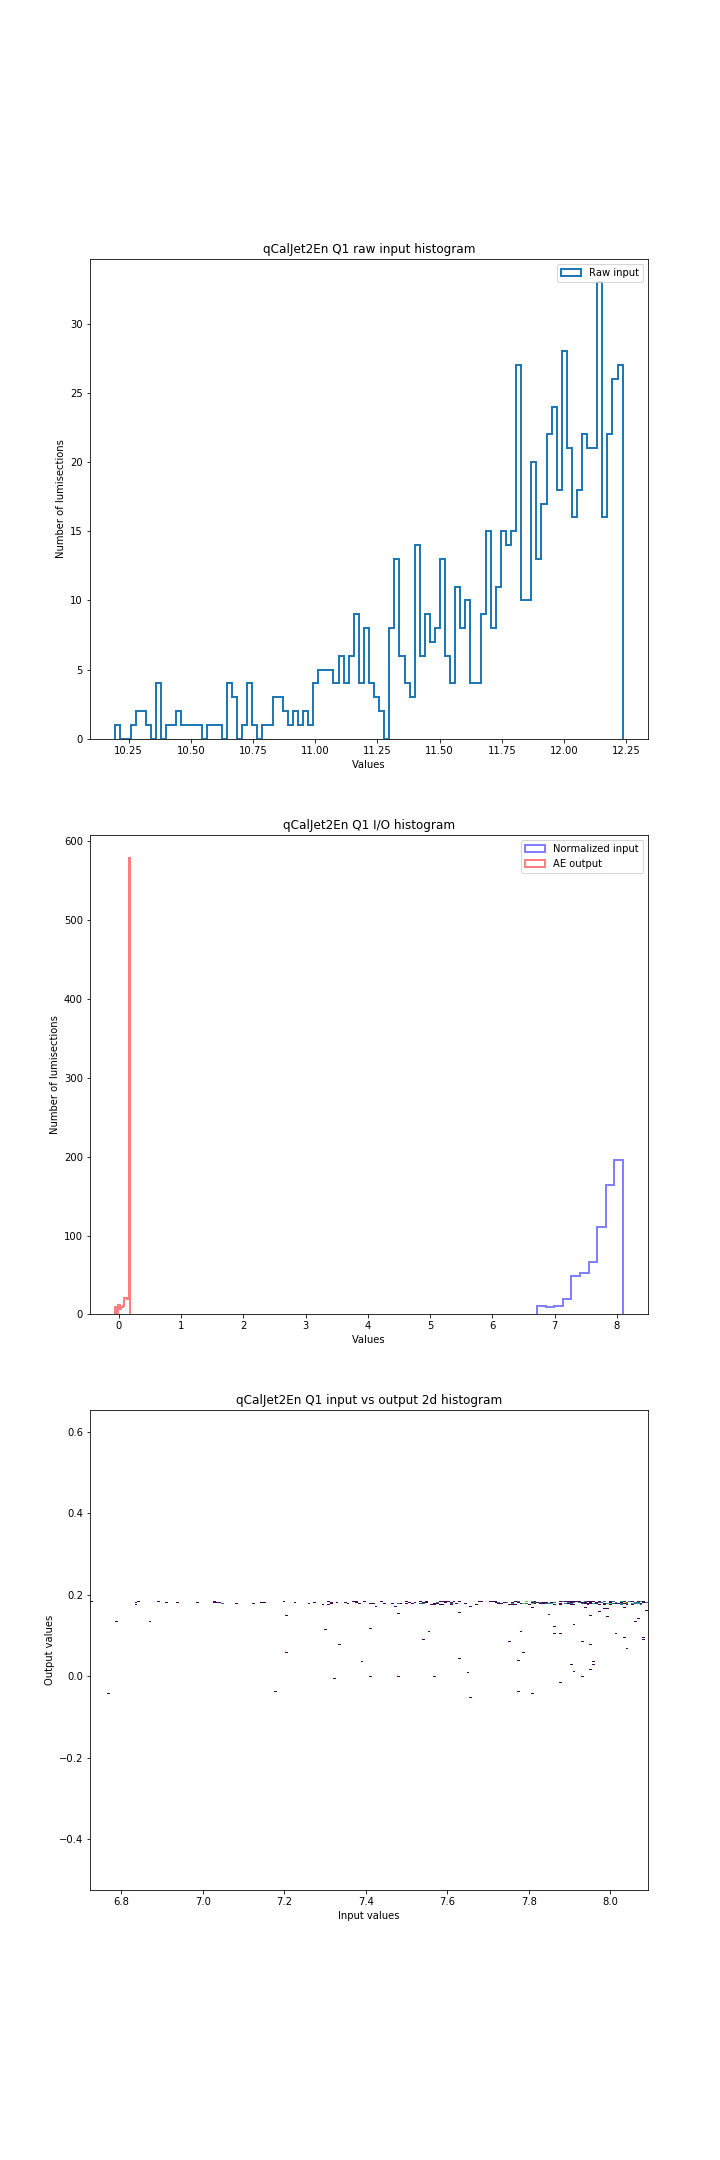 qCalJet2En Q1 raw input histogram
Raw input
30
25
20
15
10
5
0
Number of lumisections
10.25 10.50 10.75 11.00 11.25 11.50 11.75 12.00 12.25
Values
qCalJet2En Q1 I/O histogram
Normalized input
AE output
600
500
400
300
200
100
0
Number of lumisections
0 1 2 3 4 5 6 7 8
Values
qCalJet2En Q1 input vs output 2d histogram
0.6
0.4
0.2
0.0
−0.2
−0.4
Output values
6.8 7.0 7.2 7.4 7.6 7.8 8.0
Input values